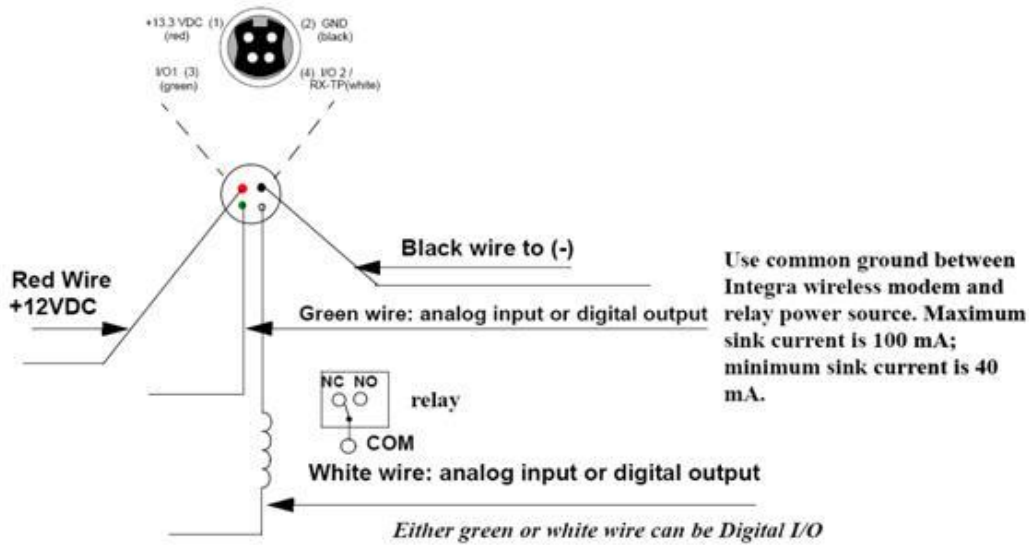 +13.3 VDC (1)
(red)
(2) GND
(black)
I/O1 (3)
(green)
(4) I/O 2 /
RX-TP(white)
Black wire to (-)
Red Wire
+12VDC
Green wire: analog input or digital output
Use common ground between
Integra wireless modem and
relay power source. Maximum
sink current is 100 mA;
minimum sink current is 40
mA.
NC NO
relay
COM
White wire: analog input or digital output
Either green or white wire can be Digital I/O